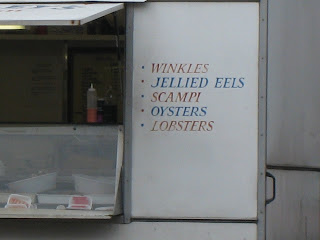 • WINKLES
• JELLIED EELS
• SCAMPI
• OYSTERS
• LOBSTERS